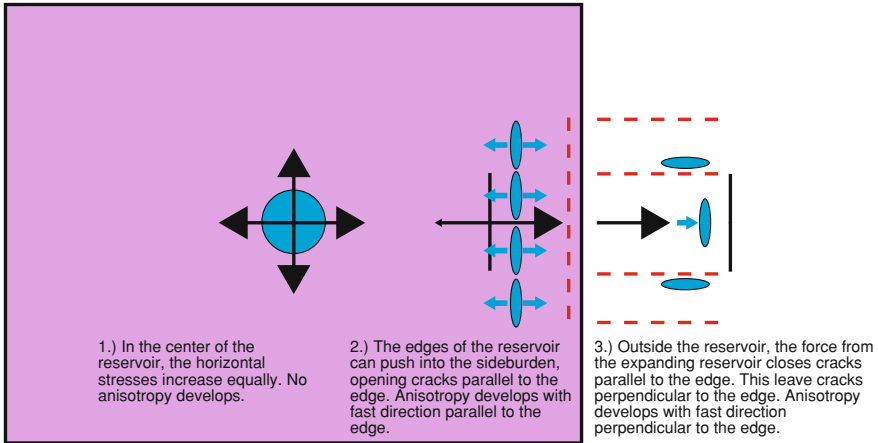 1.) In the center of the
reservoir, the horizontal
stresses increase equally. No
anisotropy develops.
2.) The edges of the reservoir
can push into the sideburden,
opening cracks parallel to the
edge. Anisotropy develops with
fast direction parallel to the
edge.
3.) Outside the reservoir, the force from
the expanding reservoir closes cracks
parallel to the edge. This leave cracks
perpendicular to the edge. Anisotropy
develops with fast direction
perpendicular to the edge.